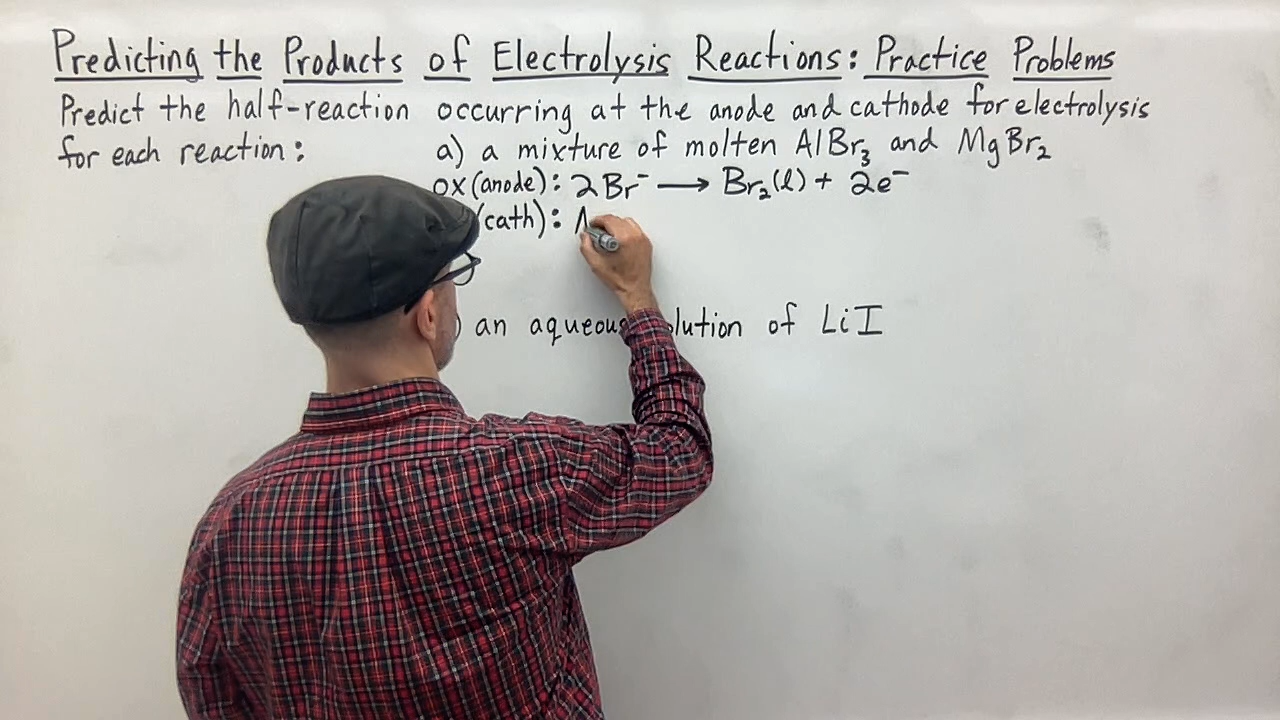 Predicting the Products of Electrolysis Reactions: Practice Problems
Predict the half-reaction occurring at the anode and cathode for electrolysis
for each reaction: a) a mixture of molten AlBr₃ and MgBr₂
ox (anode): 2Br⁻ → Br₂(l) + 2e⁻
(cath):
) an aqueous solution of LiI